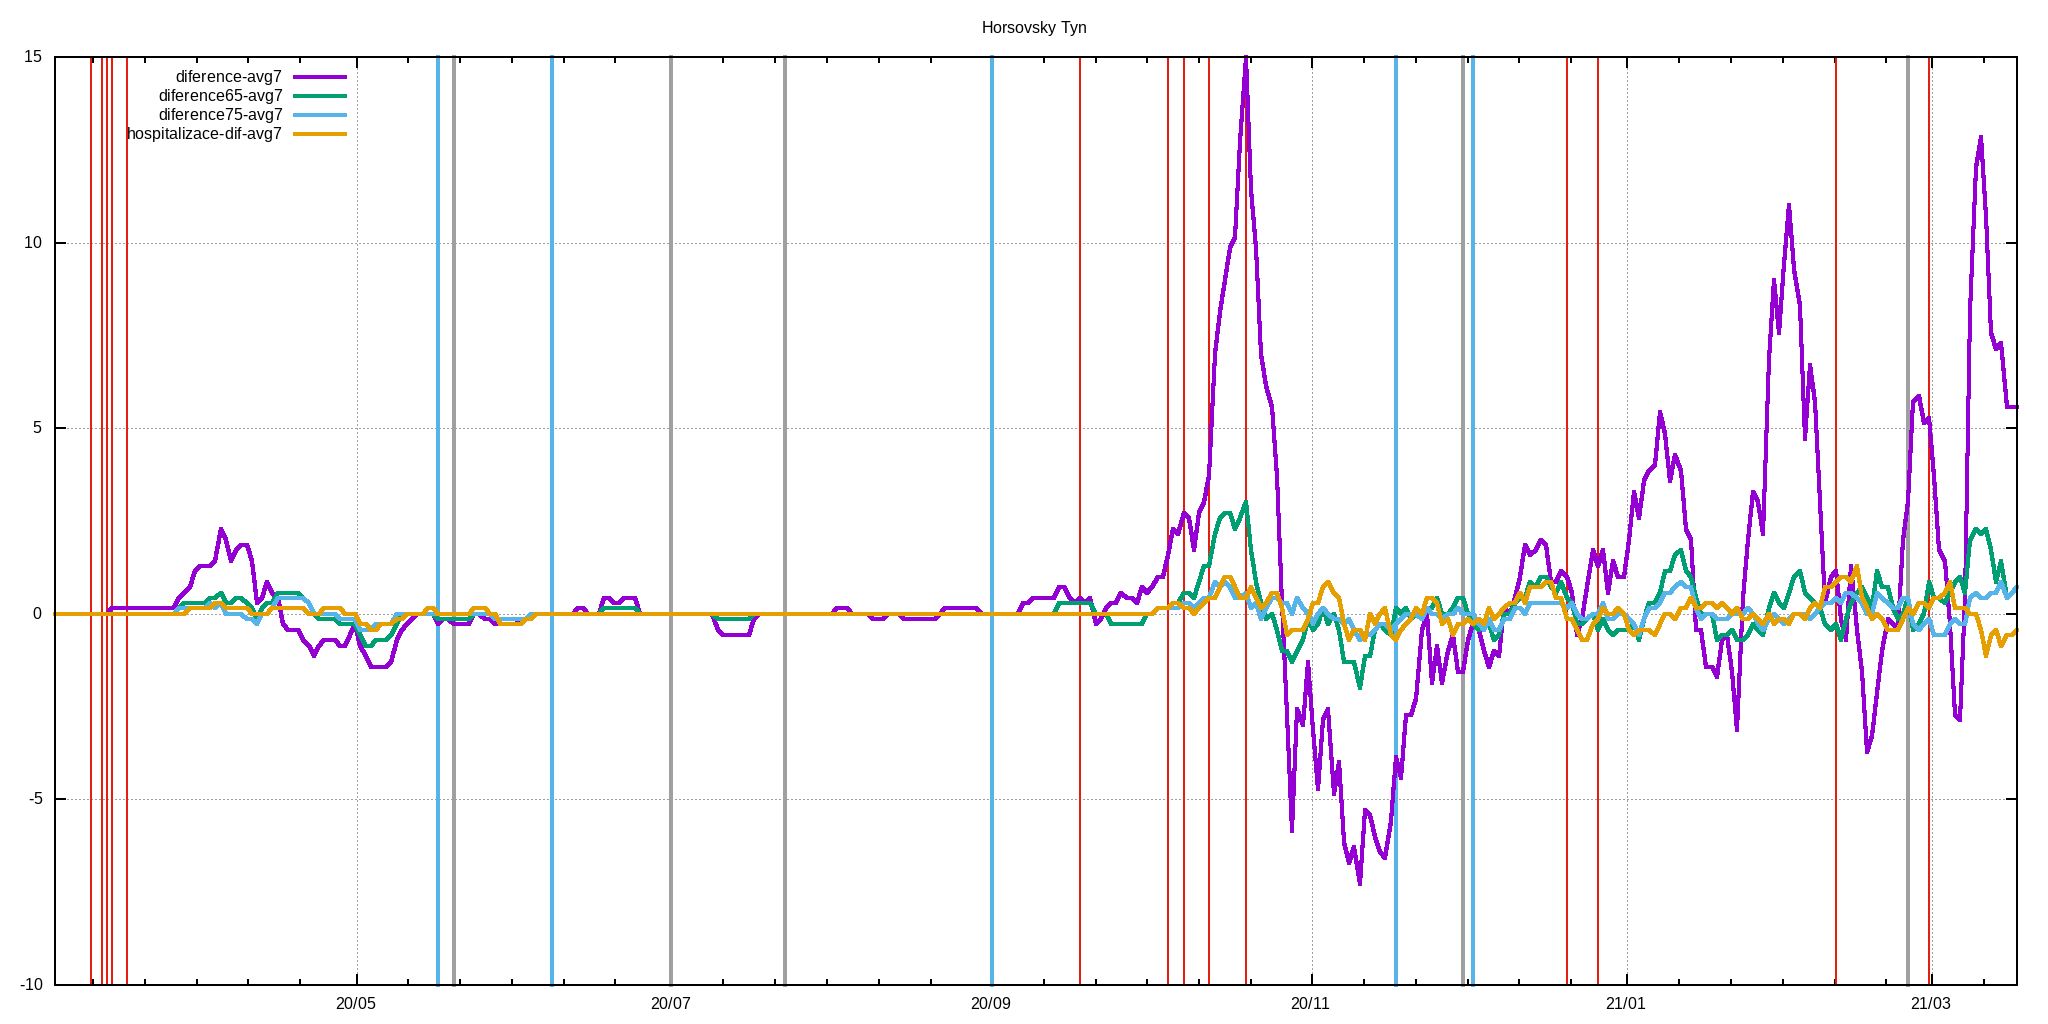 Horsovsky Tyn
diference-avg7
diference65-avg7
diference75-avg7
hospitalizace-dif-avg7
15
10
5
0
-5
-10
20/05 20/07 20/09 20/11 21/01 21/03